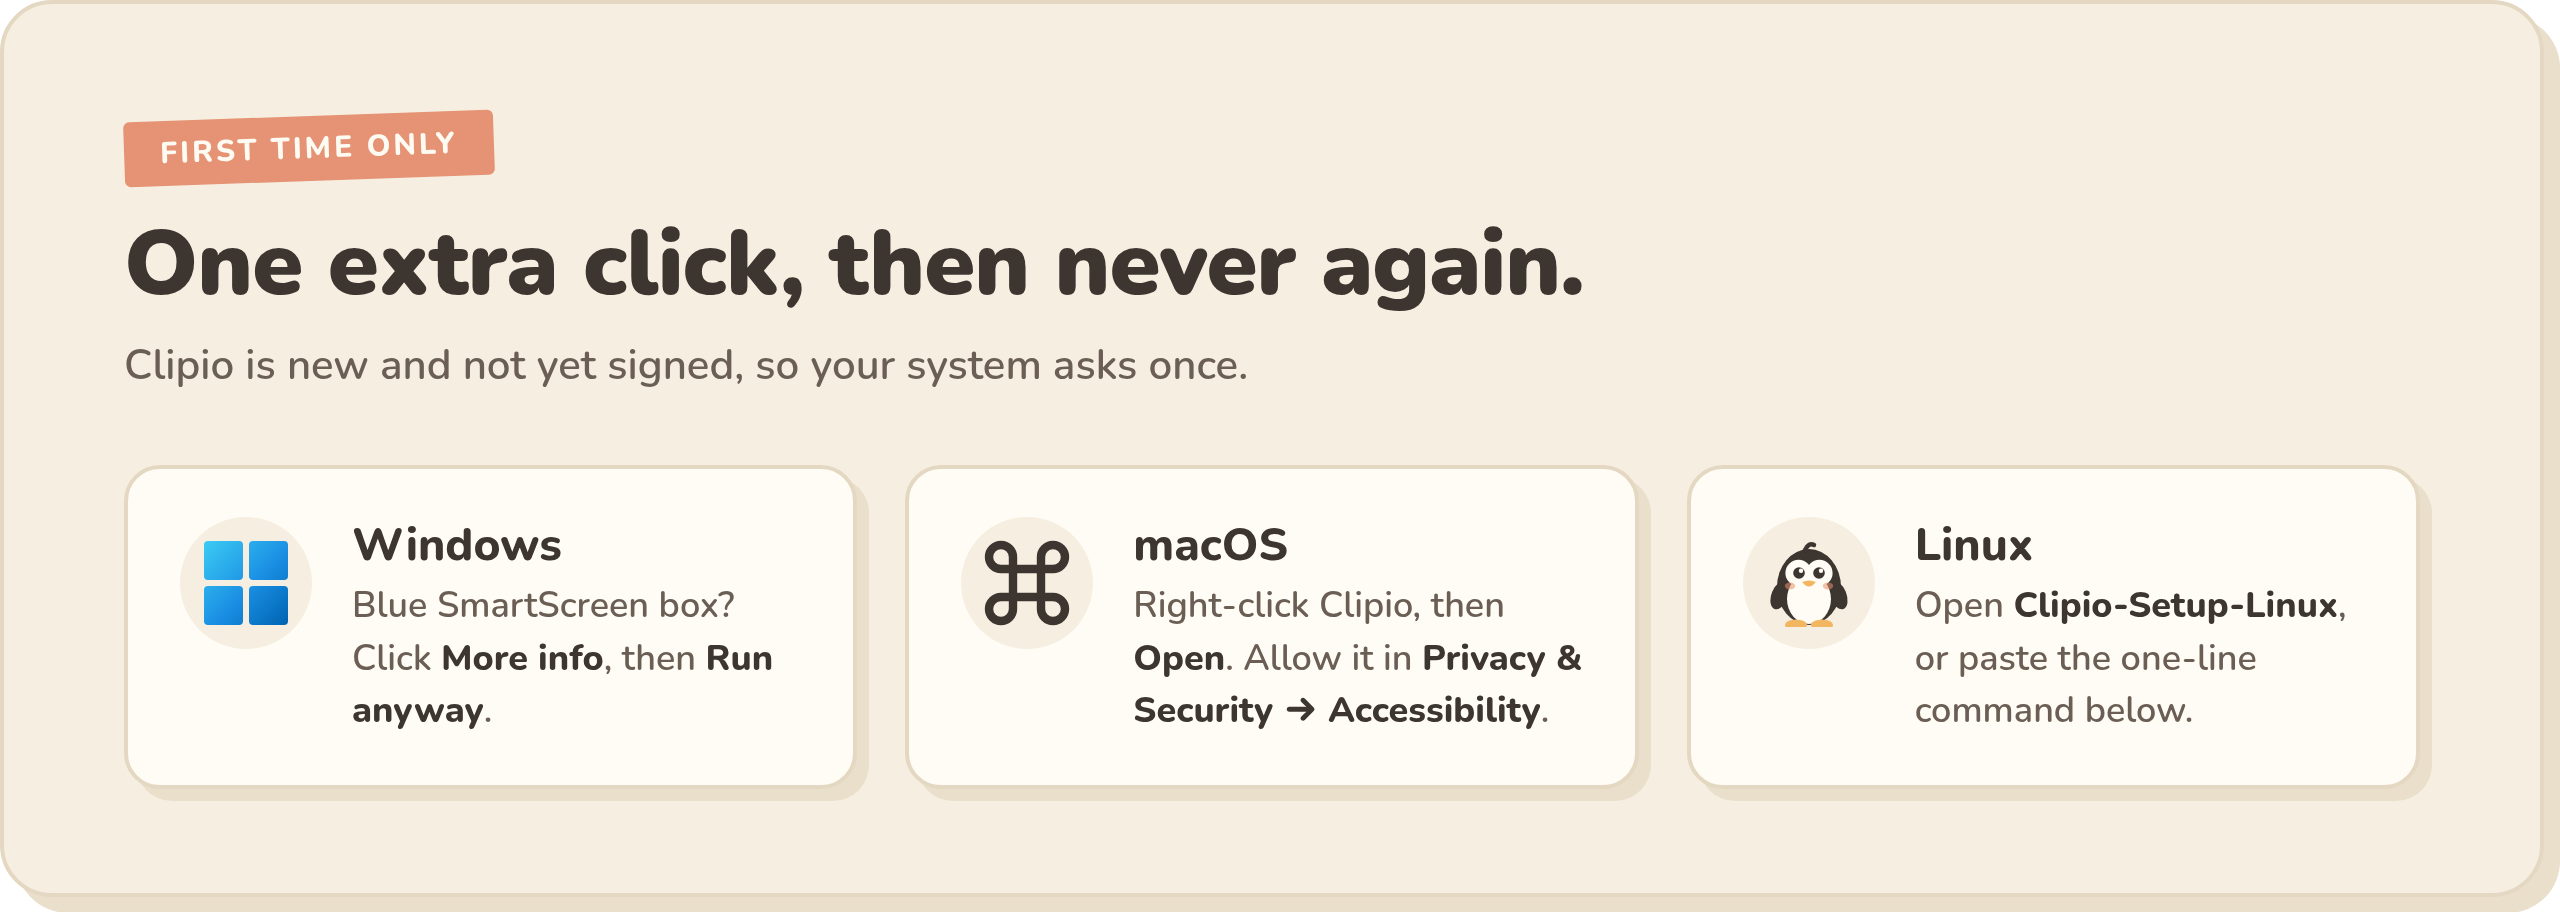 FIRST TIME ONLY
One extra click, then never again.
Clipio is new and not yet signed, so your system asks once.
Windows
Blue SmartScreen box?
Click More info, then Run
anyway.
macOS
Right-click Clipio, then
Open. Allow it in Privacy &
Security → Accessibility.
Linux
Open Clipio-Setup-Linux,
or paste the one-line
command below.